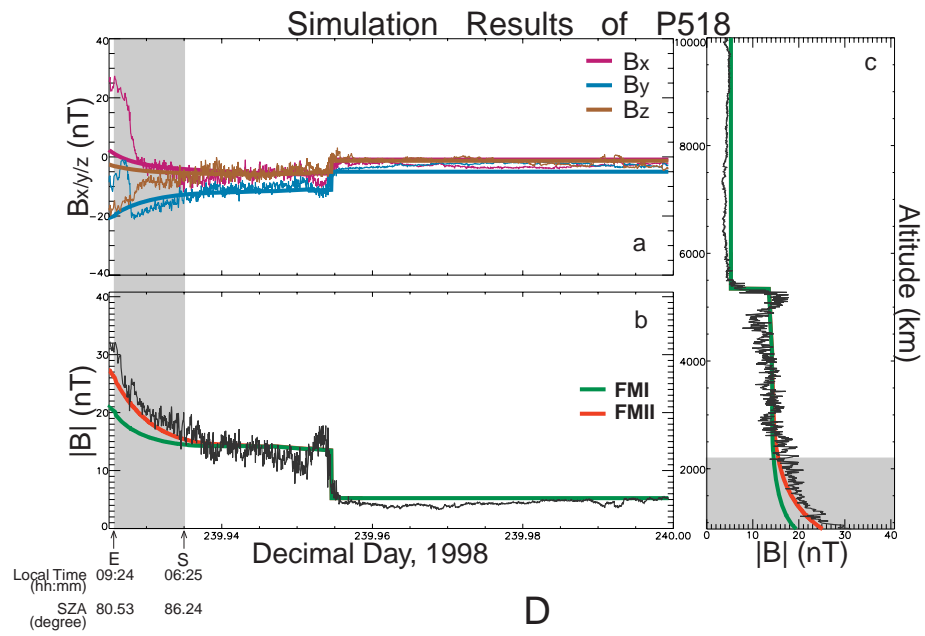 Simulation Results of P518
40
20
0
−20
−40
Bx/y/z (nT)
Bx
By
Bz
a
40
30
20
10
0
|B| (nT)
b
FMI
FMII
239.94
239.96
239.98
240.00
Decimal Day, 1998
E
S
Local Time (hh:mm)
09:24
06:25
SZA (degree)
80.53
86.24
10000
8000
6000
4000
2000
c
Altitude (km)
0
10
20
30
40
|B| (nT)
D